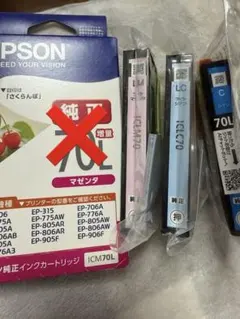 EPSON
EED YOUR VISION
「さくらんぼ」
純正
増量
70L
マゼンタ
プリンターの型番をご確認ください。
EP-315
EP-706A
EP-775AW
EP-776A
EP-805AR
EP-805AW
EP-806AR
EP-806AW
EP-905F
EP-906F
純正インクカートリッジ
ICM70L
ICLM70
ICLC70
押
C
70L